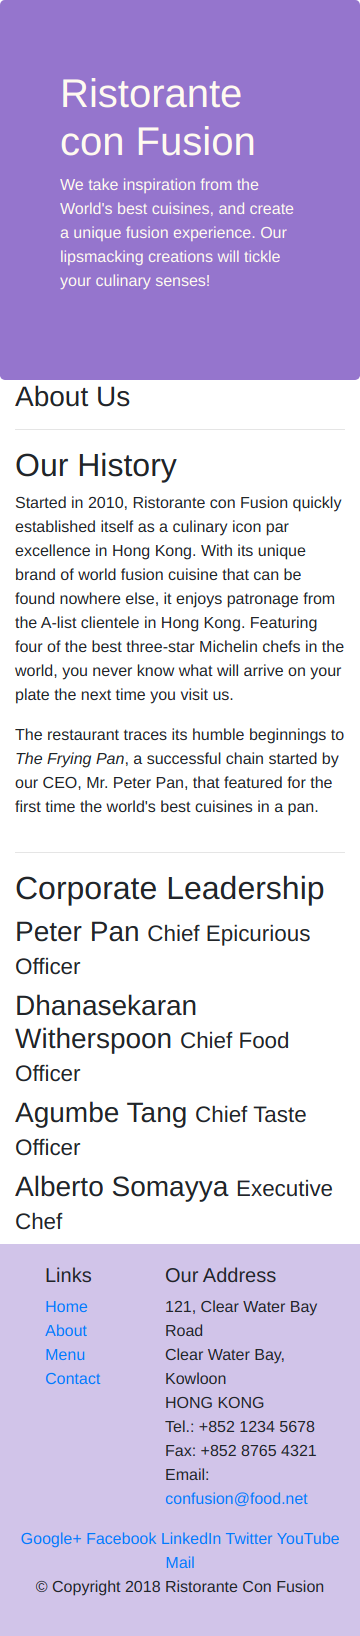 Ristorante
con Fusion
We take inspiration from the
World's best cuisines, and create
a unique fusion experience. Our
lipsmacking creations will tickle
your culinary senses!
About Us
Our History
Started in 2010, Ristorante con Fusion quickly
established itself as a culinary icon par
excellence in Hong Kong. With its unique
brand of world fusion cuisine that can be
found nowhere else, it enjoys patronage from
the A-list clientele in Hong Kong. Featuring
four of the best three-star Michelin chefs in the
world, you never know what will arrive on your
plate the next time you visit us.
The restaurant traces its humble beginnings to
The Frying Pan, a successful chain started by
our CEO, Mr. Peter Pan, that featured for the
first time the world's best cuisines in a pan.
Corporate Leadership
Peter Pan Chief Epicurious
Officer
Dhanasekaran
Witherspoon Chief Food
Officer
Agumbe Tang Chief Taste
Officer
Alberto Somayya Executive
Chef
Links
Home
About
Menu
Contact
Our Address
121, Clear Water Bay
Road
Clear Water Bay,
Kowloon
HONG KONG
Tel.: +852 1234 5678
Fax: +852 8765 4321
Email:
confusion@food.net
Google+ Facebook LinkedIn Twitter YouTube
Mail
© Copyright 2018 Ristorante Con Fusion